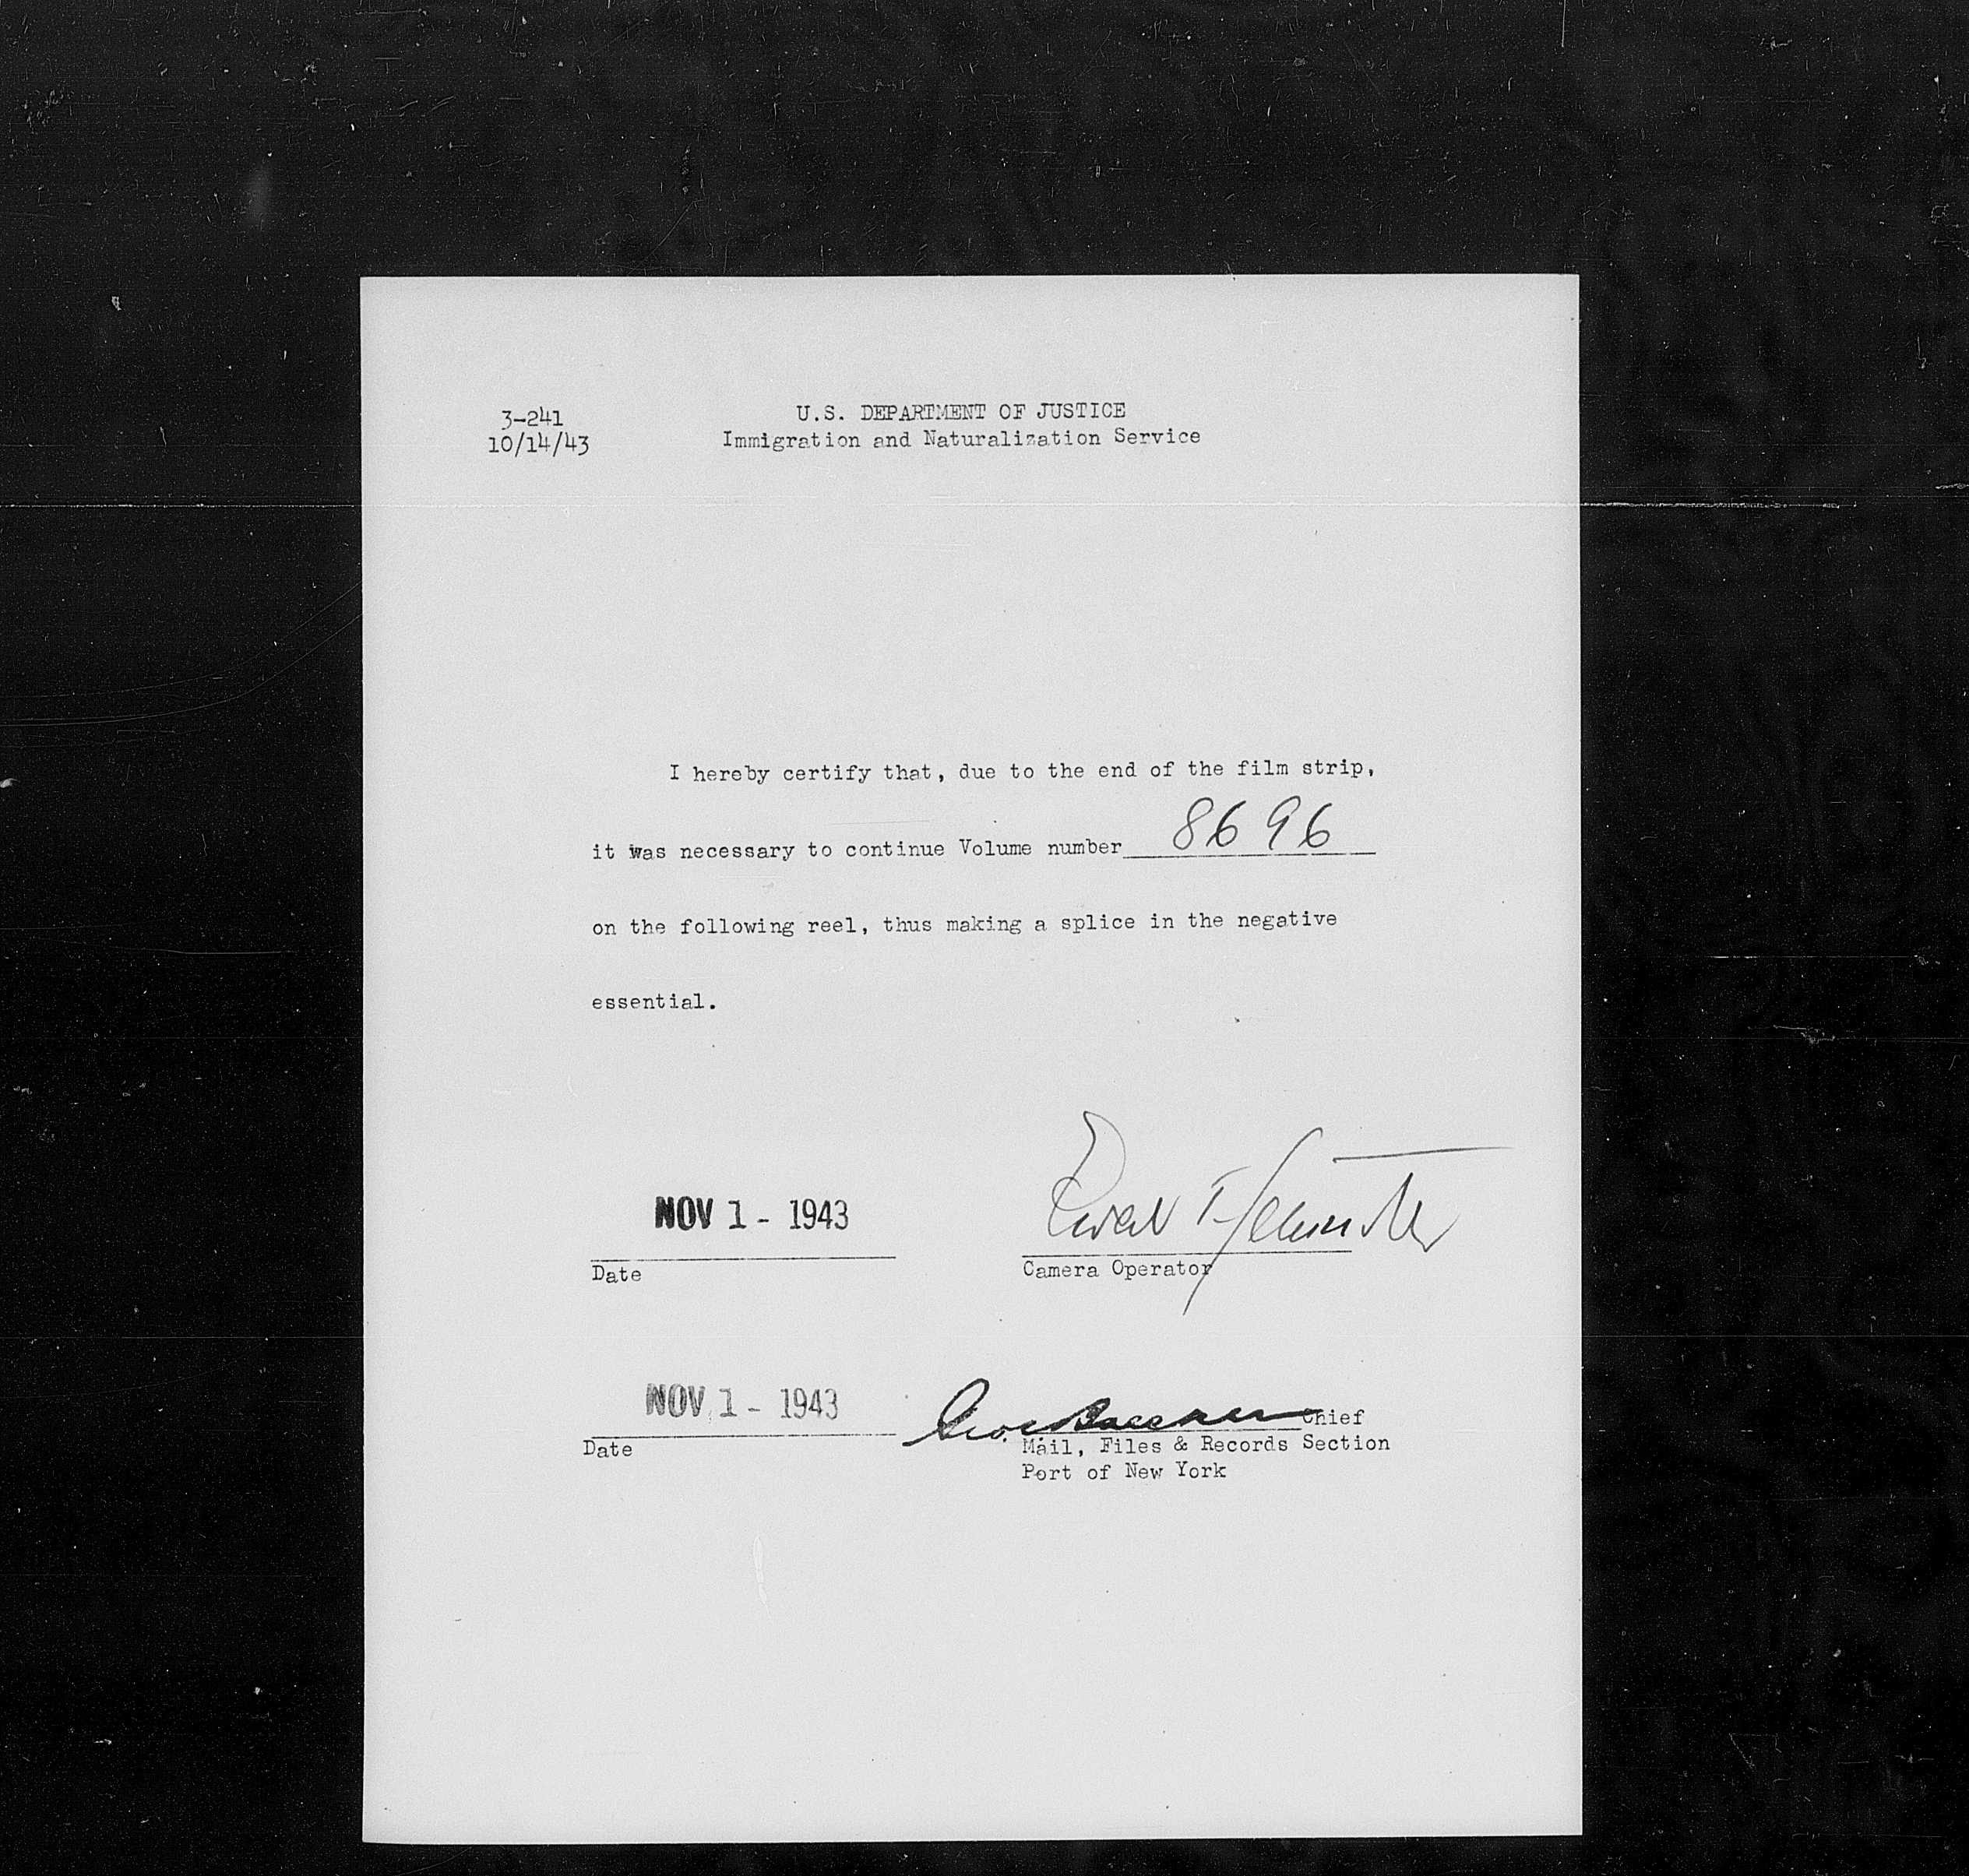 3-241
10/14/43
U.S. DEPARTMENT OF JUSTICE
Immigration and Naturalization Service
I hereby certify that, due to the end of the film strip,
it was necessary to continue Volume number 8696
on the following reel, thus making a splice in the negative
essential.
NOV 1 - 1943
Date
Camera Operator
NOV 1 - 1943
Date
Chief
Mail, Files & Records Section
Port of New York